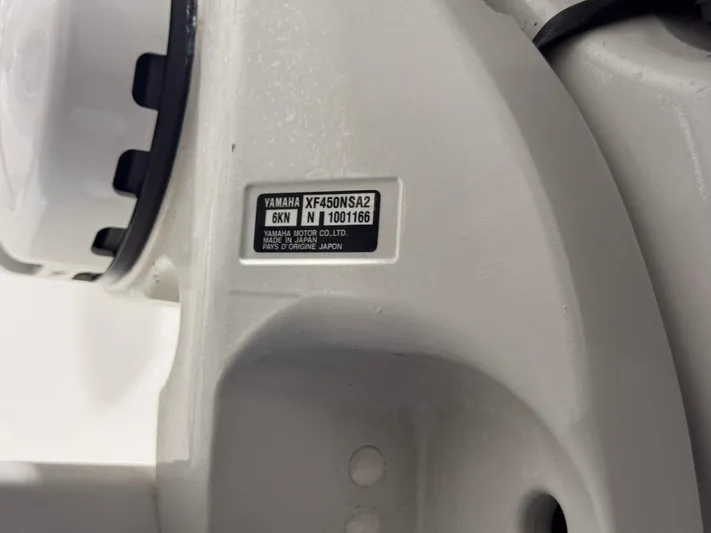 YAMAHA XF450NSA2
6KN N 1001166
YAMAHA MOTOR CO.,LTD.
MADE IN JAPAN
PAYS D'ORIGINE JAPON